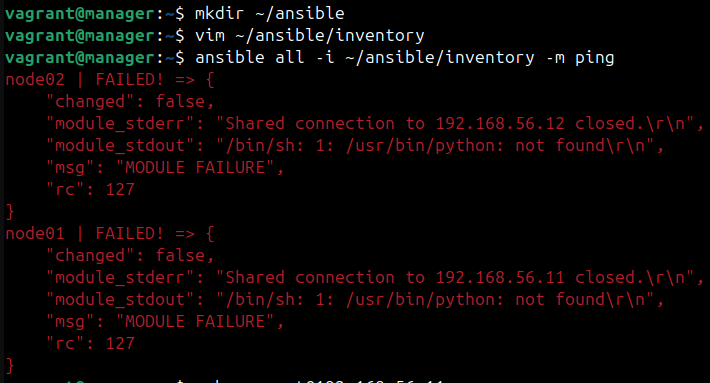 vagrant@manager:~$ mkdir ~/ansible
vagrant@manager:~$ vim ~/ansible/inventory
vagrant@manager:~$ ansible all -i ~/ansible/inventory -m ping
node02 | FAILED! => {
    "changed": false,
    "module_stderr": "Shared connection to 192.168.56.12 closed.\r\n",
    "module_stdout": "/bin/sh: 1: /usr/bin/python: not found\r\n",
    "msg": "MODULE FAILURE",
    "rc": 127
}
node01 | FAILED! => {
    "changed": false,
    "module_stderr": "Shared connection to 192.168.56.11 closed.\r\n",
    "module_stdout": "/bin/sh: 1: /usr/bin/python: not found\r\n",
    "msg": "MODULE FAILURE",
    "rc": 127
}